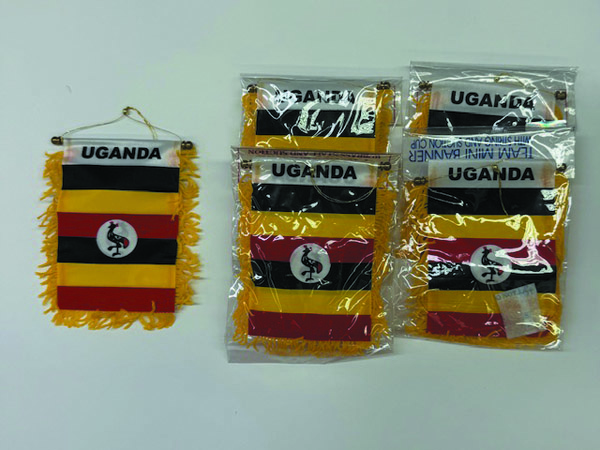 UGANDA
UGANDA
UGANDA
UGANDA
UGANDA
TEAM MINI BANNER
WITH STRING AND SUCTION CUP